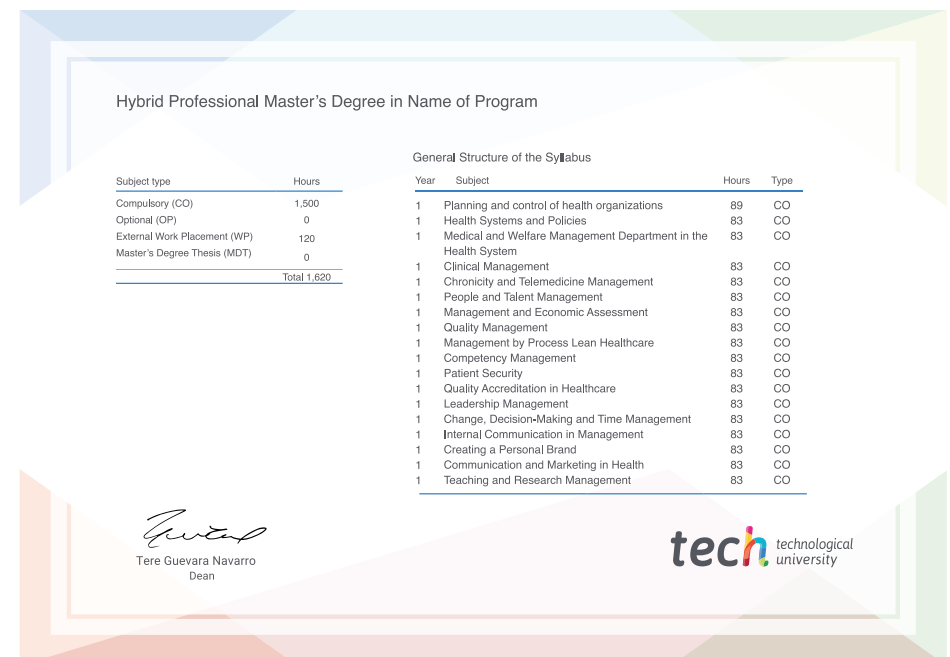 Hybrid Professional Master's Degree in Name of Program
Subject type Hours
Compulsory (CO) 1,500
Optional (OP) 0
External Work Placement (WP) 120
Master's Degree Thesis (MDT) 0
Total 1,620
General Structure of the Syllabus
Year Subject Hours Type
1 Planning and control of health organizations 89 CO
1 Health Systems and Policies 83 CO
1 Medical and Welfare Management Department in the 83 CO
Health System
1 Clinical Management 83 CO
1 Chronicity and Telemedicine Management 83 CO
1 People and Talent Management 83 CO
1 Management and Economic Assessment 83 CO
1 Quality Management 83 CO
1 Management by Process Lean Healthcare 83 CO
1 Competency Management 83 CO
1 Patient Security 83 CO
1 Quality Accreditation in Healthcare 83 CO
1 Leadership Management 83 CO
1 Change, Decision-Making and Time Management 83 CO
1 Internal Communication in Management 83 CO
1 Creating a Personal Brand 83 CO
1 Communication and Marketing in Health 83 CO
1 Teaching and Research Management 83 CO
Tere Guevara Navarro
Dean
tech technological
university